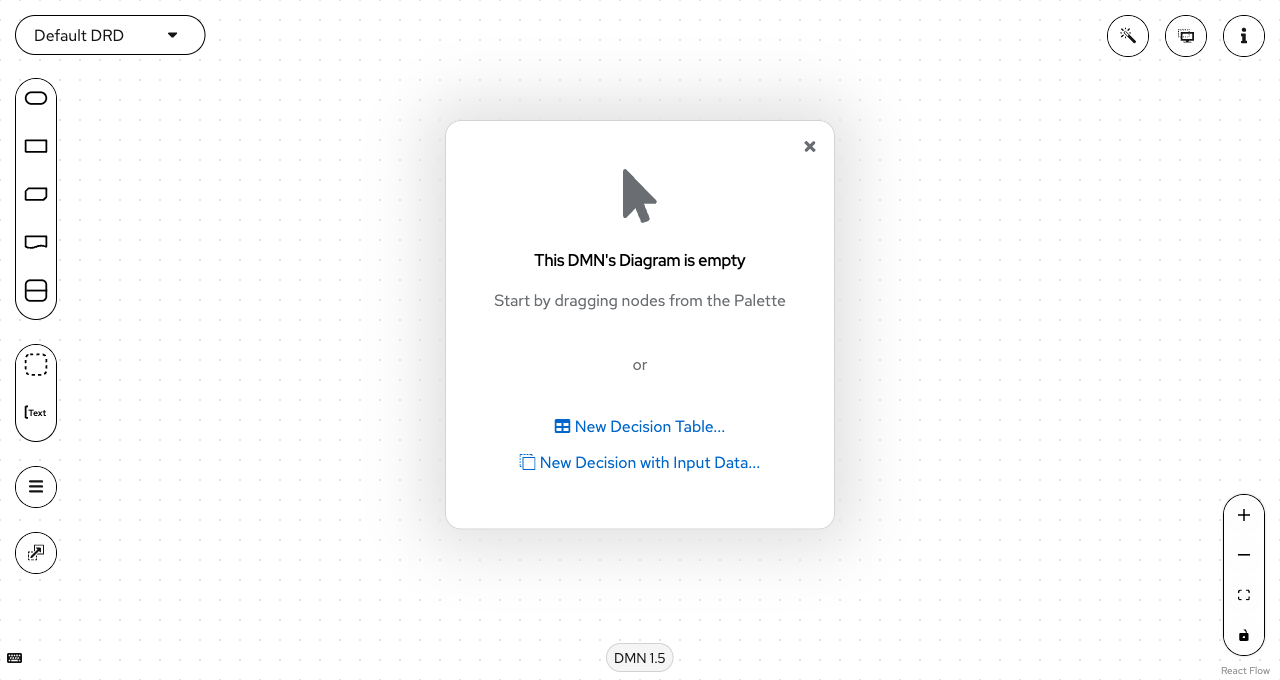 Default DRD
This DMN's Diagram is empty
Start by dragging nodes from the Palette
or
Text
New Decision Table...
New Decision with Input Data...
DMN 1.5
React Flow